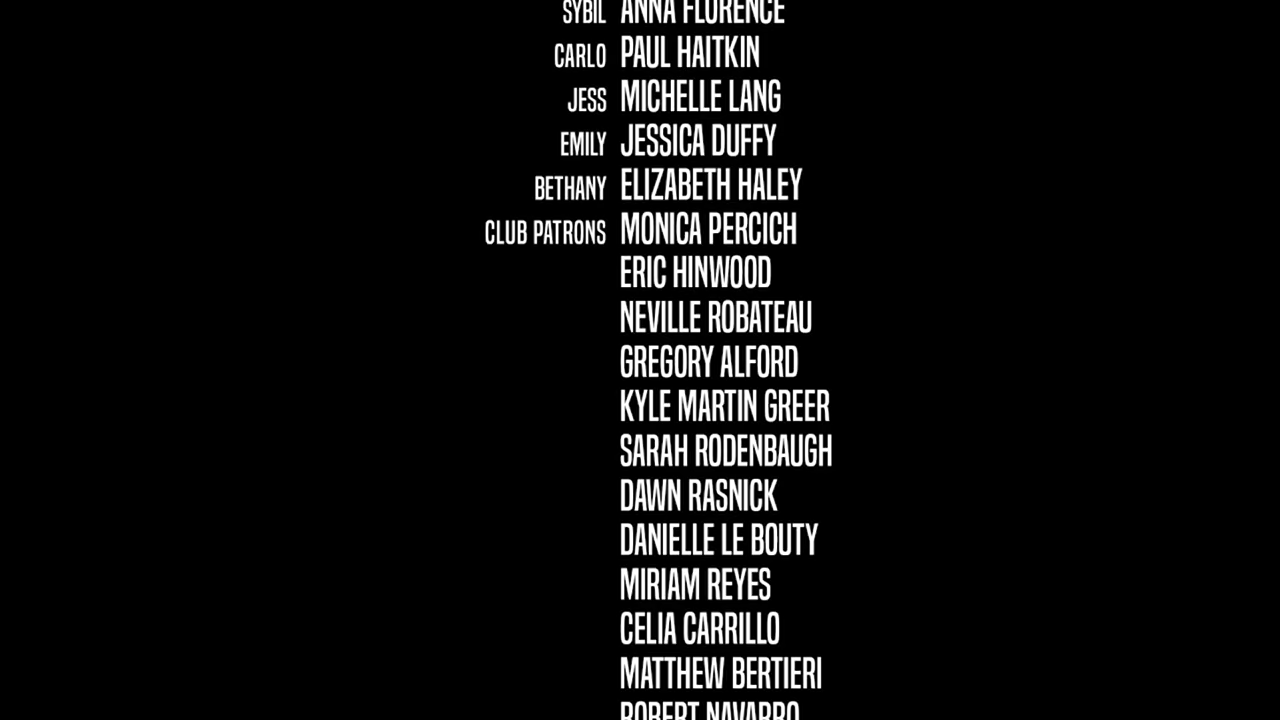 SYBIL ANNA FLORENCE
CARLO PAUL HAITKIN
JESS MICHELLE LANG
EMILY JESSICA DUFFY
BETHANY ELIZABETH HALEY
CLUB PATRONS MONICA PERCICH
ERIC HINWOOD
NEVILLE ROBATEAU
GREGORY ALFORD
KYLE MARTIN GREER
SARAH RODENBAUGH
DAWN RASNICK
DANIELLE LE BOUTY
MIRIAM REYES
CELIA CARRILLO
MATTHEW BERTIERI
ROBERT NAVARRO